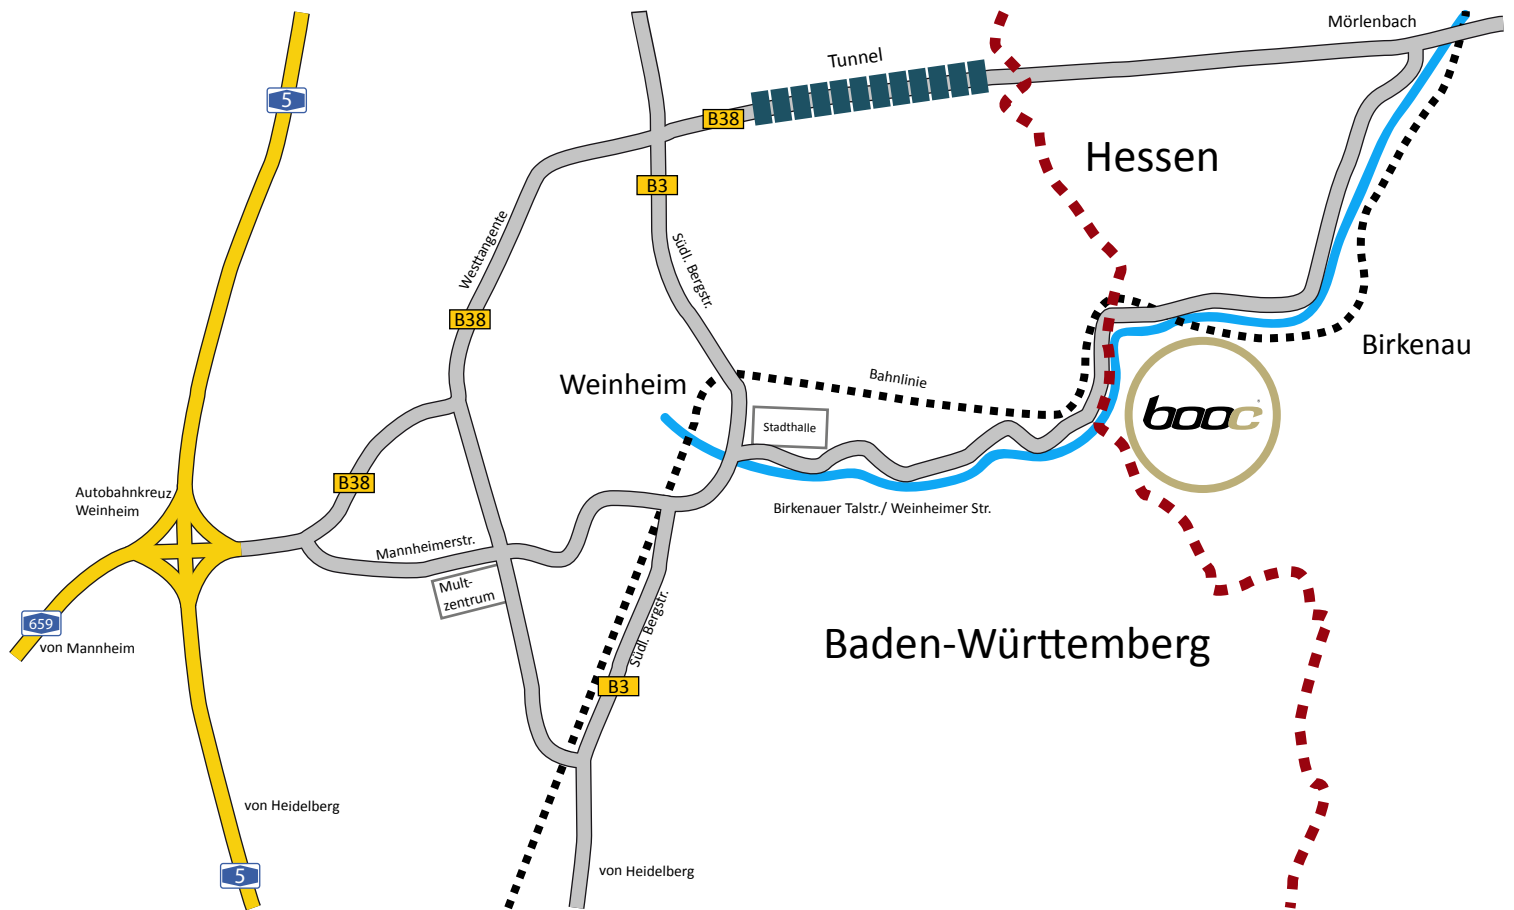 Mörlenbach
Tunnel
5
B38
Hessen
B3
Westtangente
Südl. Bergstr.
B38
Birkenau
Weinheim
Bahnlinie
booc
Stadthalle
B38
Autobahnkreuz
Weinheim
Birkenauer Talstr./ Weinheimer Str.
Mannheimerstr.
Mult-
zentrum
659
von Mannheim
Südl. Bergstr.
Baden-Württemberg
B3
von Heidelberg
5
von Heidelberg